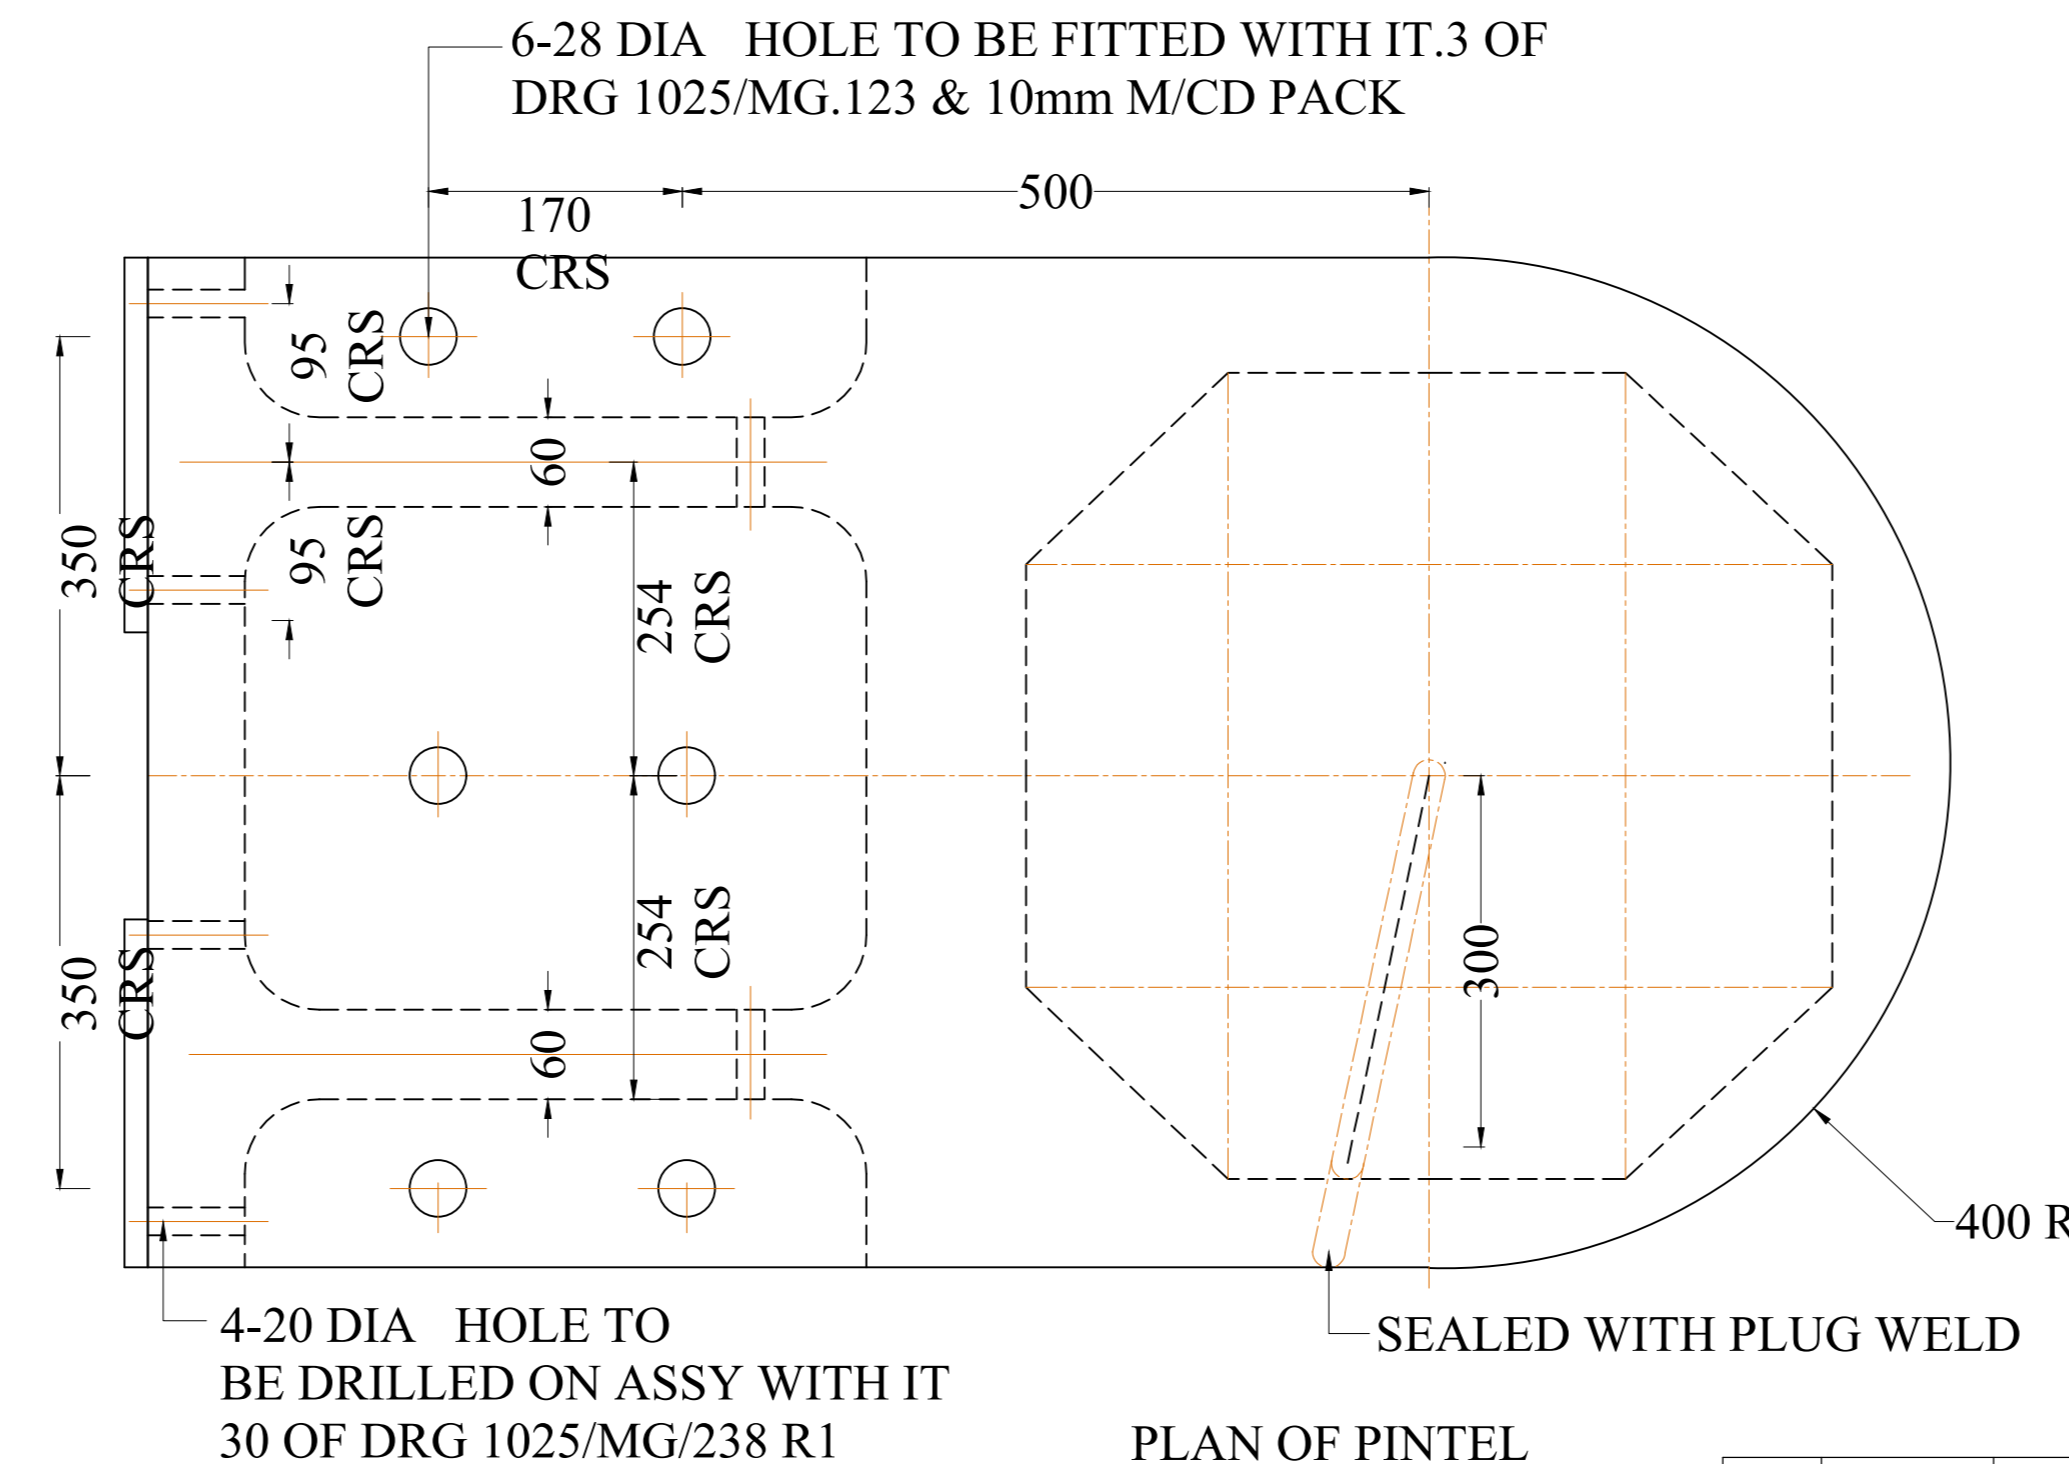 6-28 DIA HOLE TO BE FITTED WITH IT.3 OF
DRG 1025/MG.123 & 10mm M/CD PACK
500
170
CRS
95
CRS
60
350
CRS
95
CRS
254
CRS
254
CRS
300
350
CRS
60
400 R
4-20 DIA HOLE TO
BE DRILLED ON ASSY WITH IT
30 OF DRG 1025/MG/238 R1
SEALED WITH PLUG WELD
PLAN OF PINTEL